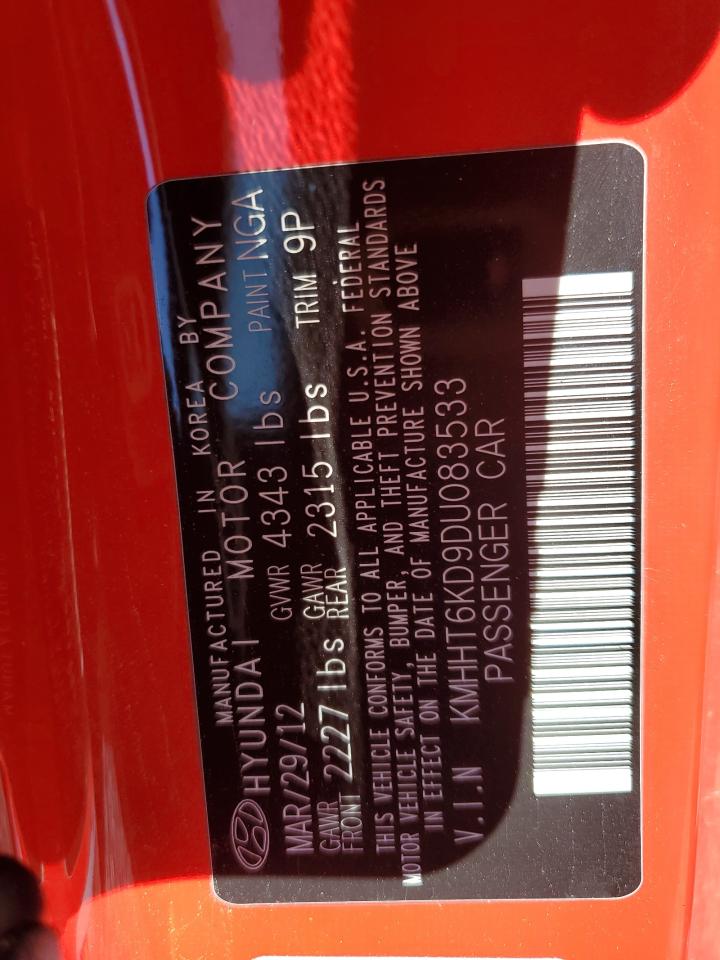 MANUFACTURED IN KOREA BY
HYUNDAI MOTOR COMPANY
MAR/29/12 GVWR 4343 lbs PAINT NGA
GAWR FRONT 2227 lbs GAWR REAR 2315 lbs TRIM 9P
THIS VEHICLE CONFORMS TO ALL APPLICABLE U.S.A. FEDERAL
MOTOR VEHICLE SAFETY, BUMPER, AND THEFT PREVENTION STANDARDS
IN EFFECT ON THE DATE OF MANUFACTURE SHOWN ABOVE
V.I.N KMHHT6KD9DU083533
PASSENGER CAR